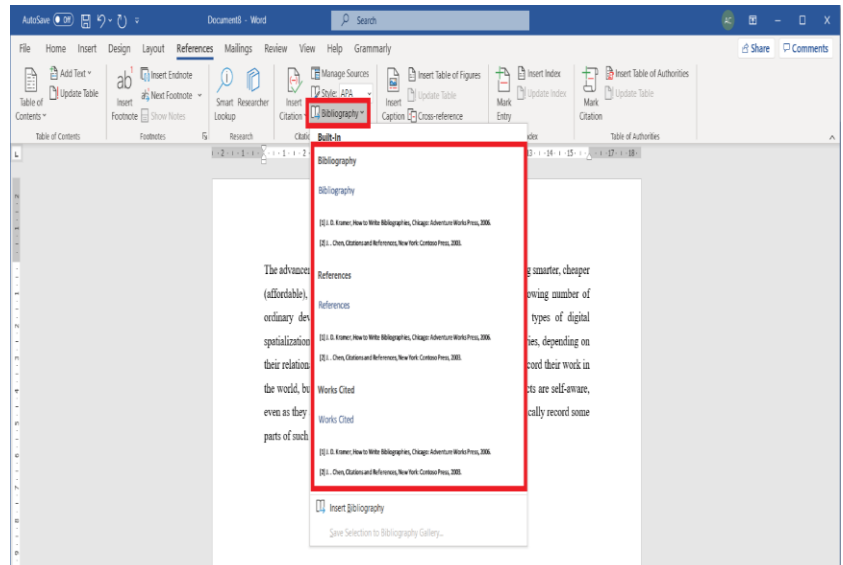 AutoSave Off Document8 - Word Search
File Home Insert Design Layout References Mailings Review View Help Grammarly Share Comments
Add Text Insert Endnote Manage Sources Insert Table of Figures Insert Index Insert Table of Authorities
Update Table Next Footnote Style: APA Update Table Update Index Update Table
Table of Contents Insert Footnote Show Notes Smart Lookup Researcher Insert Citation Bibliography Insert Caption Cross-reference Mark Entry Mark Citation
Table of Contents Footnotes Research Table of Authorities
Built-In
Bibliography
Bibliography
[1] J. D. Kramer, How to Write Bibliographies, Chicago: Adventure Works Press, 2006.
[2] J. . Chen, Citations and References, New York: Contoso Press, 2003.
References
References
[1] J. D. Kramer, How to Write Bibliographies, Chicago: Adventure Works Press, 2006.
[2] J. . Chen, Citations and References, New York: Contoso Press, 2003.
Works Cited
Works Cited
[1] J. D. Kramer, How to Write Bibliographies, Chicago: Adventure Works Press, 2006.
[2] J. . Chen, Citations and References, New York: Contoso Press, 2003.
Insert Bibliography
Save Selection to Bibliography Gallery...
The advancem g smarter, cheaper
(affordable), owing number of
ordinary dev types of digital
spatialization ies, depending on
their relation cord their work in
the world, bu cts are self-aware,
even as they cally record some
parts of such